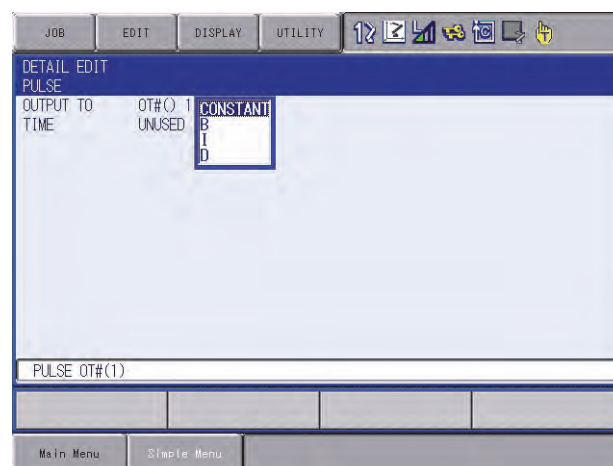 JOB EDIT DISPLAY UTILITY
DETAIL EDIT
PULSE
OUTPUT TO OT#() 1 CONSTANT
TIME UNUSED B
I
D
PULSE OT#(1)
Main Menu Simple Menu